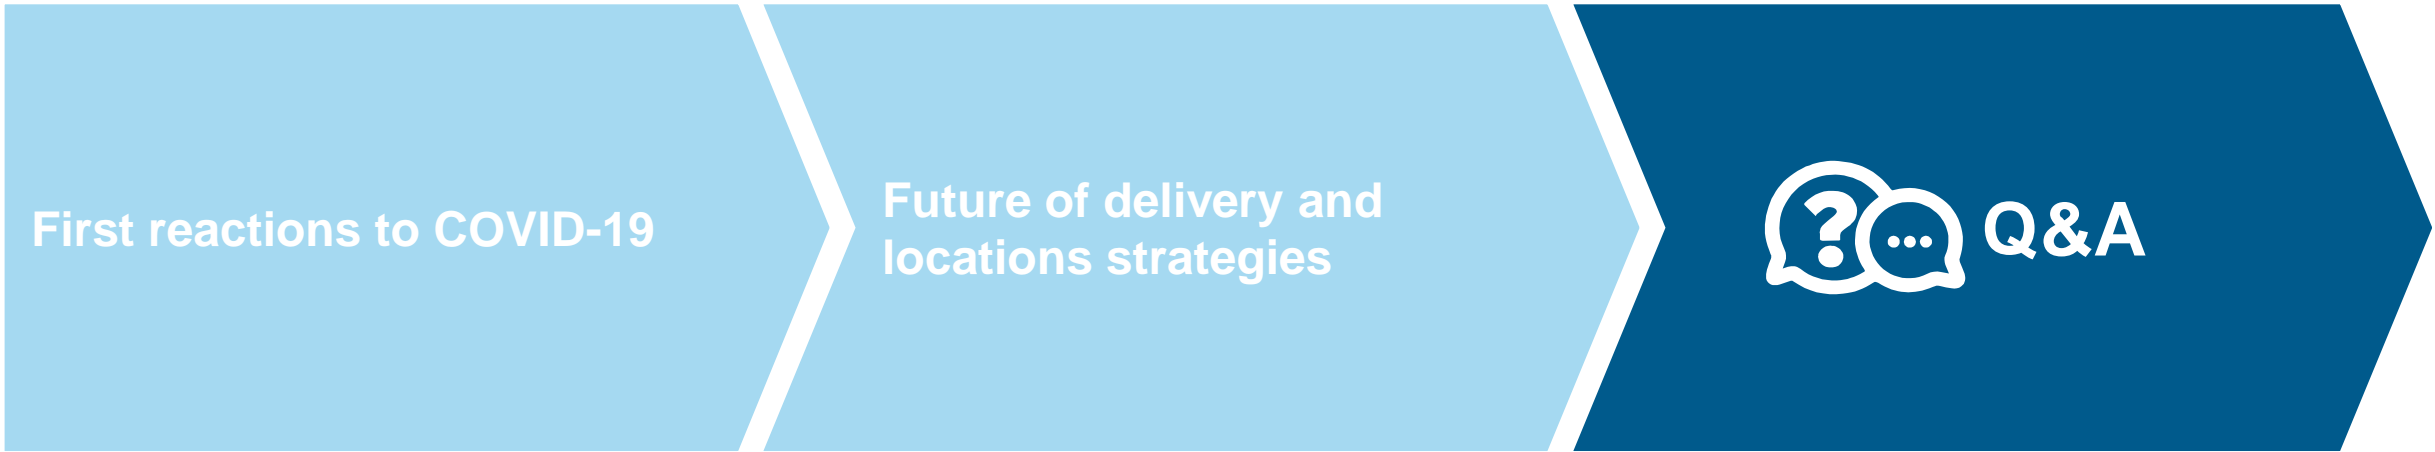 First reactions to COVID-19
Future of delivery and
locations strategies
Q&A